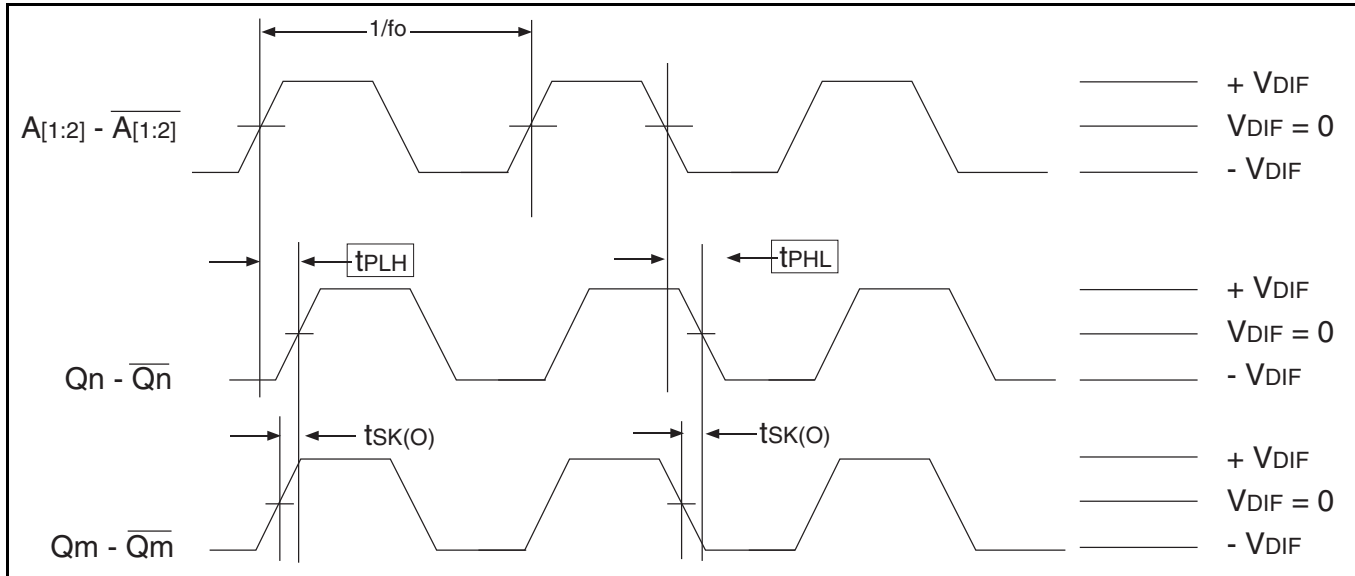 1/fo
A[1:2] - A[1:2]
+ VDIF
VDIF = 0
- VDIF
tPLH
tPHL
Qn - Qn
+ VDIF
VDIF = 0
- VDIF
tSK(O)
tSK(O)
Qm - Qm
+ VDIF
VDIF = 0
- VDIF